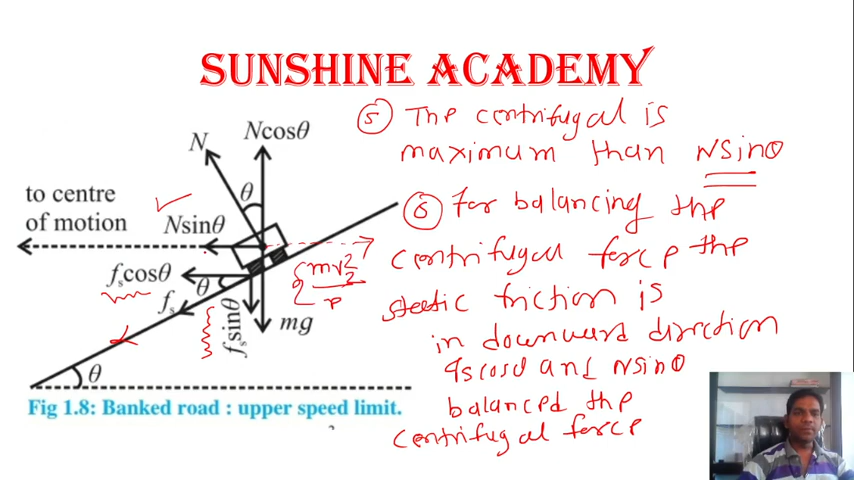 SUNSHINE ACADEMY
N
Ncosθ
θ
to centre
of motion
Nsinθ
fₛcosθ
θ
fₛ
fₛsinθ
mg
mv₂²
r
θ
Fig 1.8: Banked road : upper speed limit.
⑤ The centrifugal is
maximum than Nsinθ
⑥ For balancing the
centrifugal force the
static friction is
in downward direction
fscosθ and Nsinθ
balanced the
centrifugal force